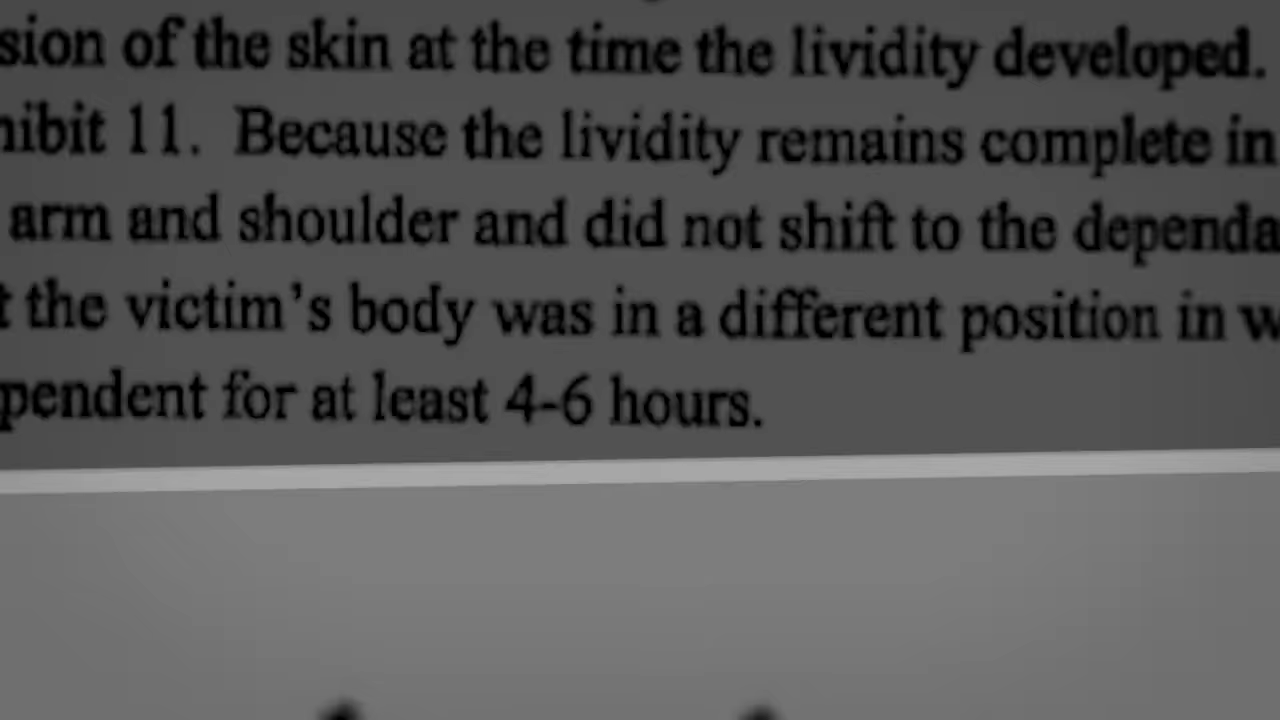 sion of the skin at the time the lividity developed.
hibit 11. Because the lividity remains complete in
arm and shoulder and did not shift to the dependa
t the victim's body was in a different position in w
pendent for at least 4-6 hours.